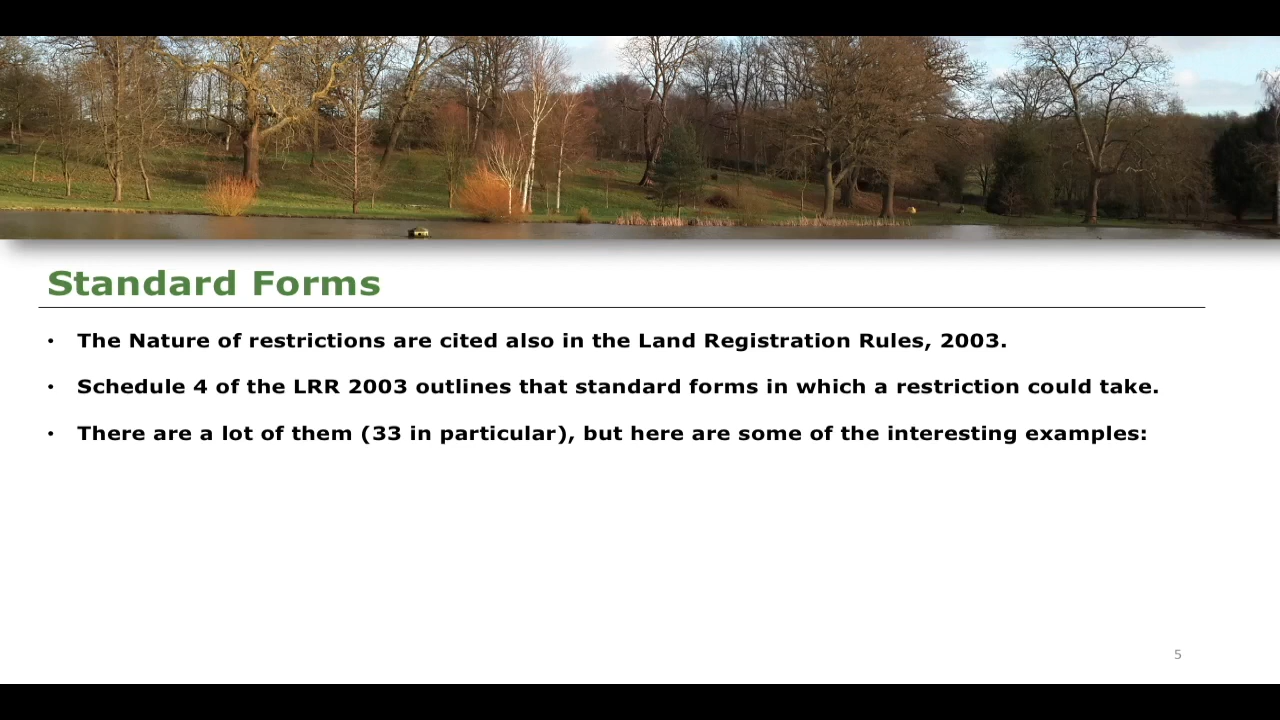 Standard Forms
• The Nature of restrictions are cited also in the Land Registration Rules, 2003.
• Schedule 4 of the LRR 2003 outlines that standard forms in which a restriction could take.
• There are a lot of them (33 in particular), but here are some of the interesting examples:
5